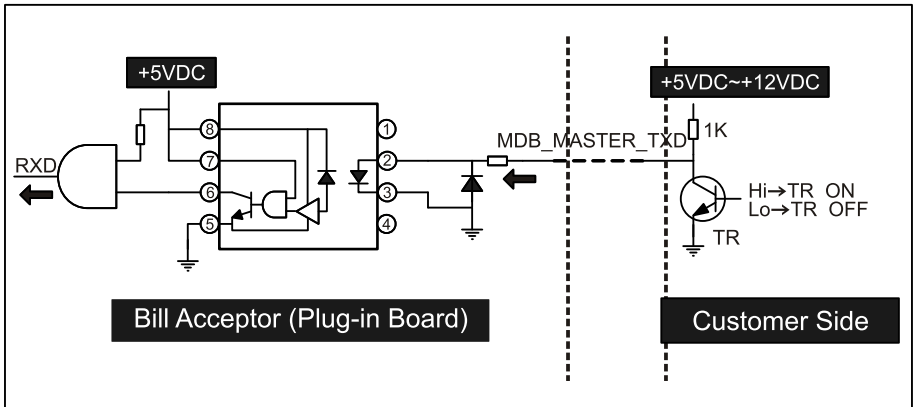 +5VDC
+5VDC~+12VDC
1K
MDB_MASTER_TXD
RXD
8
7
6
5
1
2
3
4
Hi→TR ON
Lo→TR OFF
TR
Bill Acceptor (Plug-in Board)
Customer Side